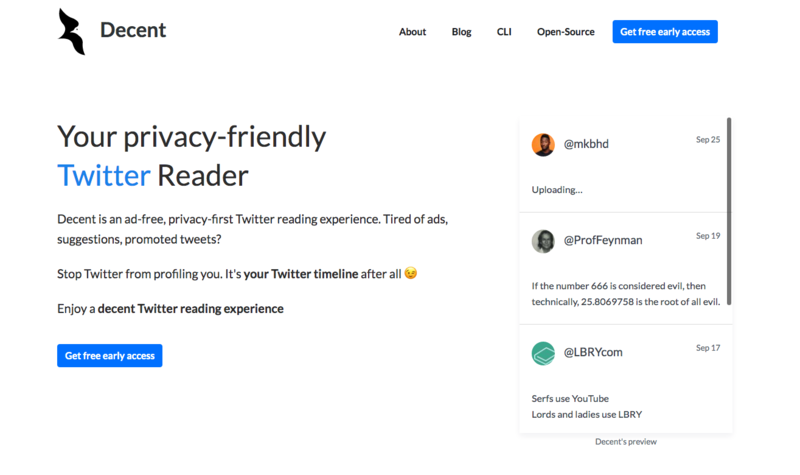 Decent
About Blog CLI Open-Source Get free early access
Your privacy-friendly
Twitter Reader
Decent is an ad-free, privacy-first Twitter reading experience. Tired of ads,
suggestions, promoted tweets?
Stop Twitter from profiling you. It's your Twitter timeline after all 😉
Enjoy a decent Twitter reading experience
Get free early access
@mkbhd Sep 25
Uploading...
@ProfFeynman Sep 19
If the number 666 is considered evil, then
technically, 25.8069758 is the root of all evil.
@LBRYcom Sep 17
Serfs use YouTube
Lords and ladies use LBRY
Decent's preview